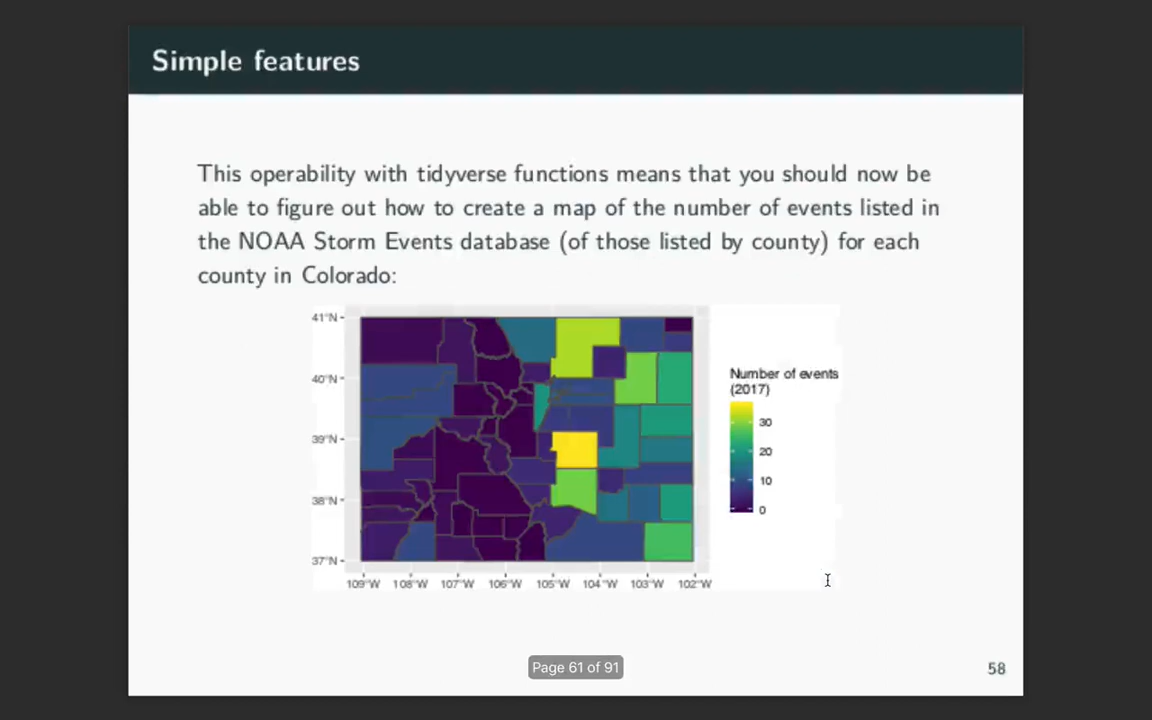 Simple features
This operability with tidyverse functions means that you should now be
able to figure out how to create a map of the number of events listed in
the NOAA Storm Events database (of those listed by county) for each
county in Colorado:
41°N
40°N
39°N
38°N
37°N
109°W 108°W 107°W 106°W 105°W 104°W 103°W 102°W
Number of events
(2017)
30
20
10
0
Page 61 of 91
58